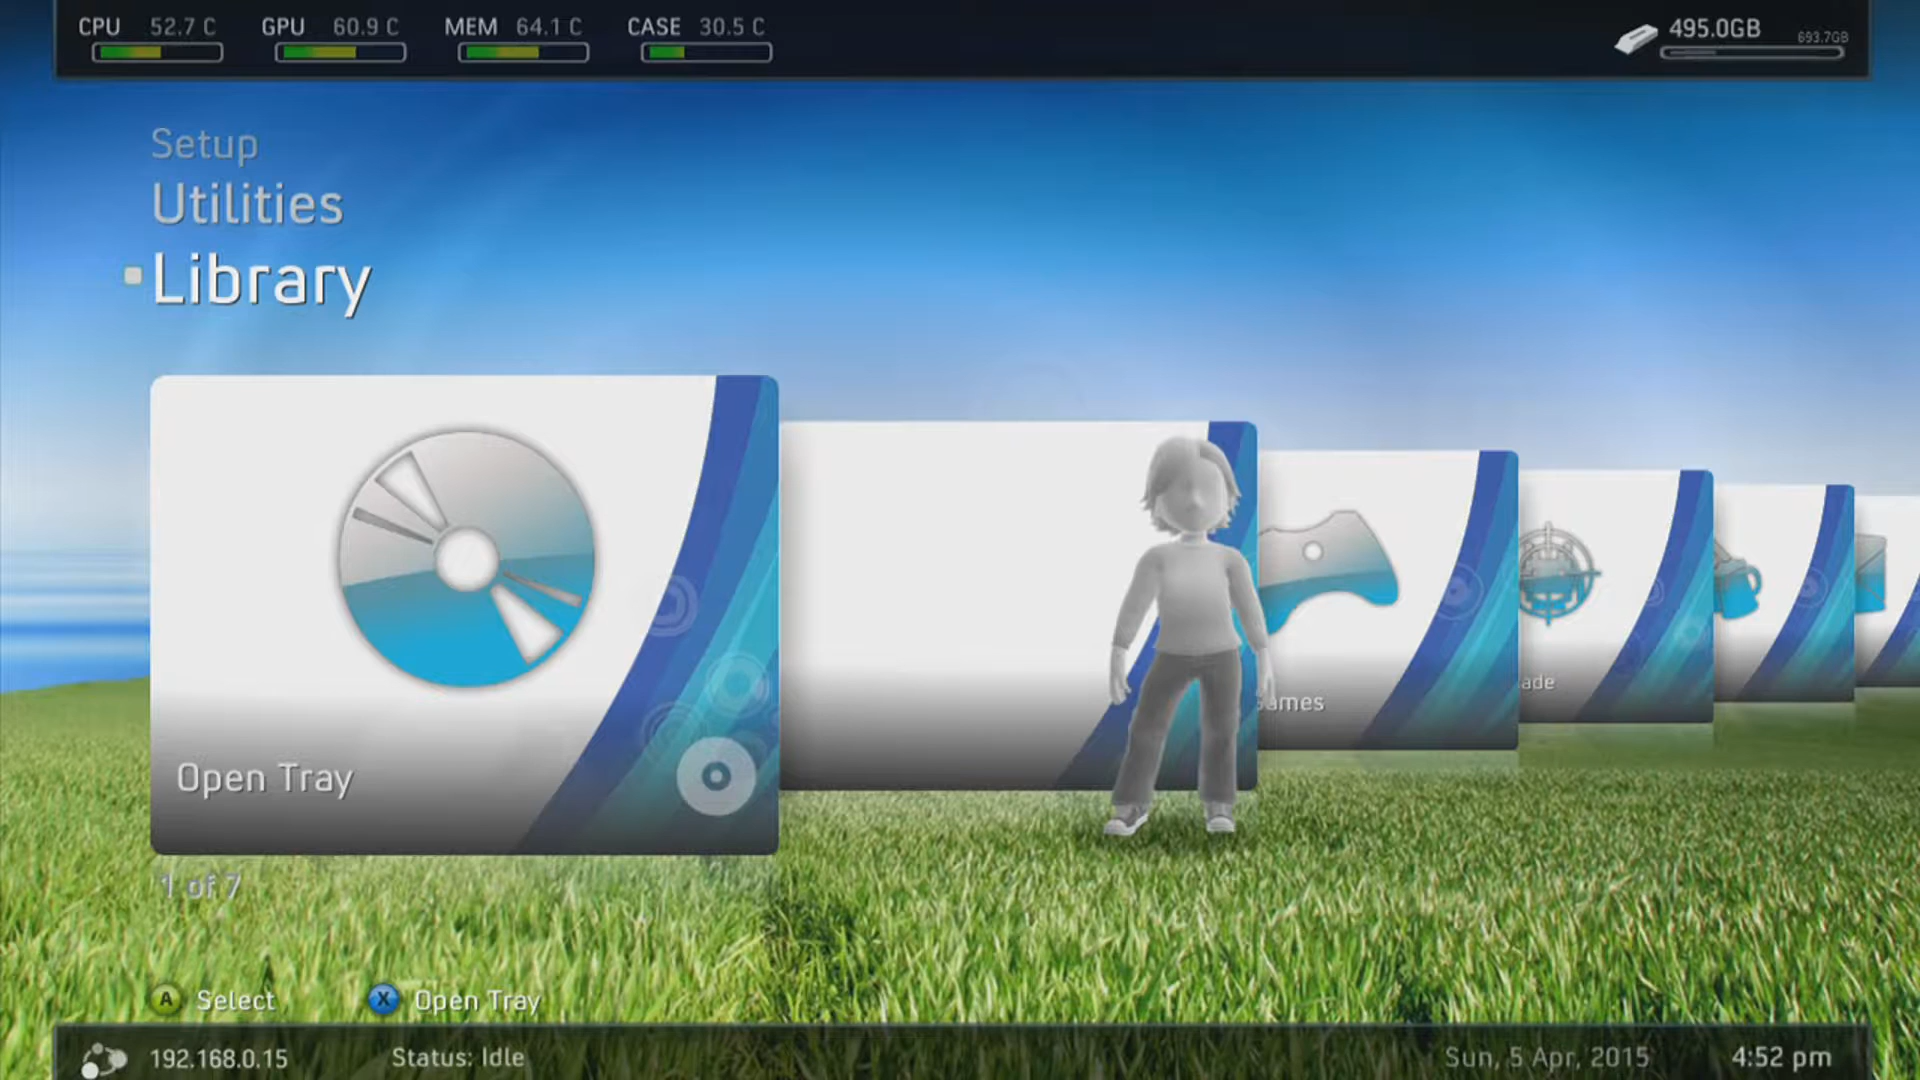 CPU 52.7 C GPU 60.9 C MEM 64.1 C CASE 30.5 C 495.0GB 693.7GB
Setup
Utilities
Library
Open Tray
ames
ade
1 of 7
A Select X Open Tray
192.168.0.15 Status: Idle Sun, 5 Apr, 2015 4:52 pm